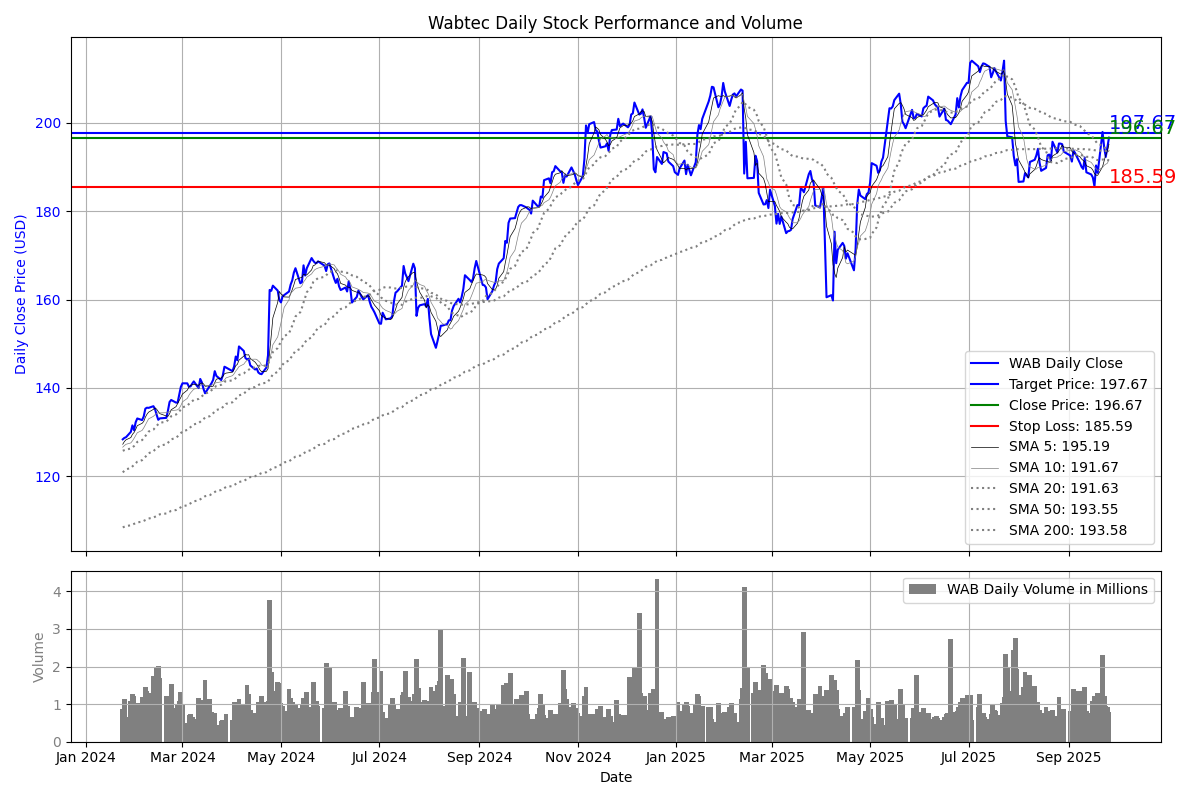 Wabtec Daily Stock Performance and Volume
Daily Close Price (USD)
200
180
160
140
120
197.67
196.67
185.59
WAB Daily Close
Target Price: 197.67
Close Price: 196.67
Stop Loss: 185.59
SMA 5: 195.19
SMA 10: 191.67
SMA 20: 191.63
SMA 50: 193.55
SMA 200: 193.58
Volume
4
3
2
1
0
WAB Daily Volume in Millions
Jan 2024 Mar 2024 May 2024 Jul 2024 Sep 2024 Nov 2024 Jan 2025 Mar 2025 May 2025 Jul 2025 Sep 2025
Date